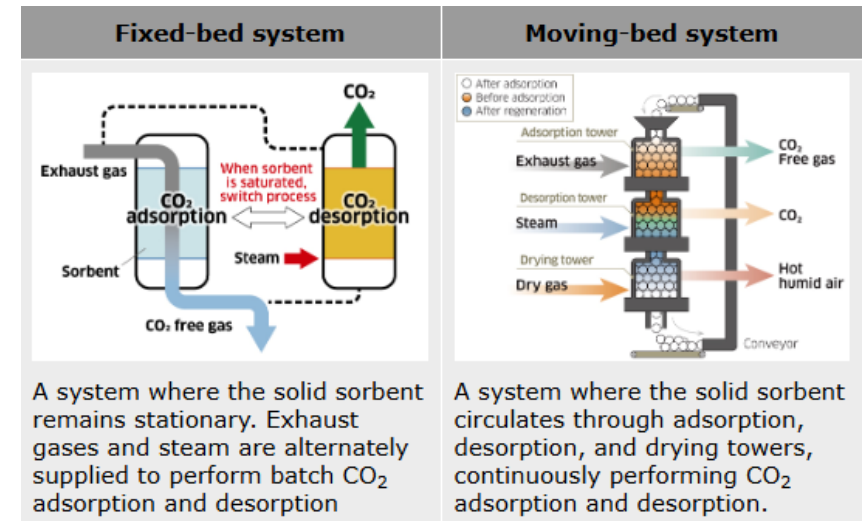 Fixed-bed system
CO₂
Exhaust gas
When sorbent
is saturated,
switch process
CO₂
adsorption
CO₂
desorption
Steam
Sorbent
CO₂ free gas
A system where the solid sorbent
remains stationary. Exhaust
gases and steam are alternately
supplied to perform batch CO₂
adsorption and desorption
Moving-bed system
After adsorption
Before adsorption
After regeneration
Adsorption tower
Exhaust gas
CO₂
Free gas
Desorption tower
Steam
CO₂
Drying tower
Dry gas
Hot
humid air
Conveyor
A system where the solid sorbent
circulates through adsorption,
desorption, and drying towers,
continuously performing CO₂
adsorption and desorption.